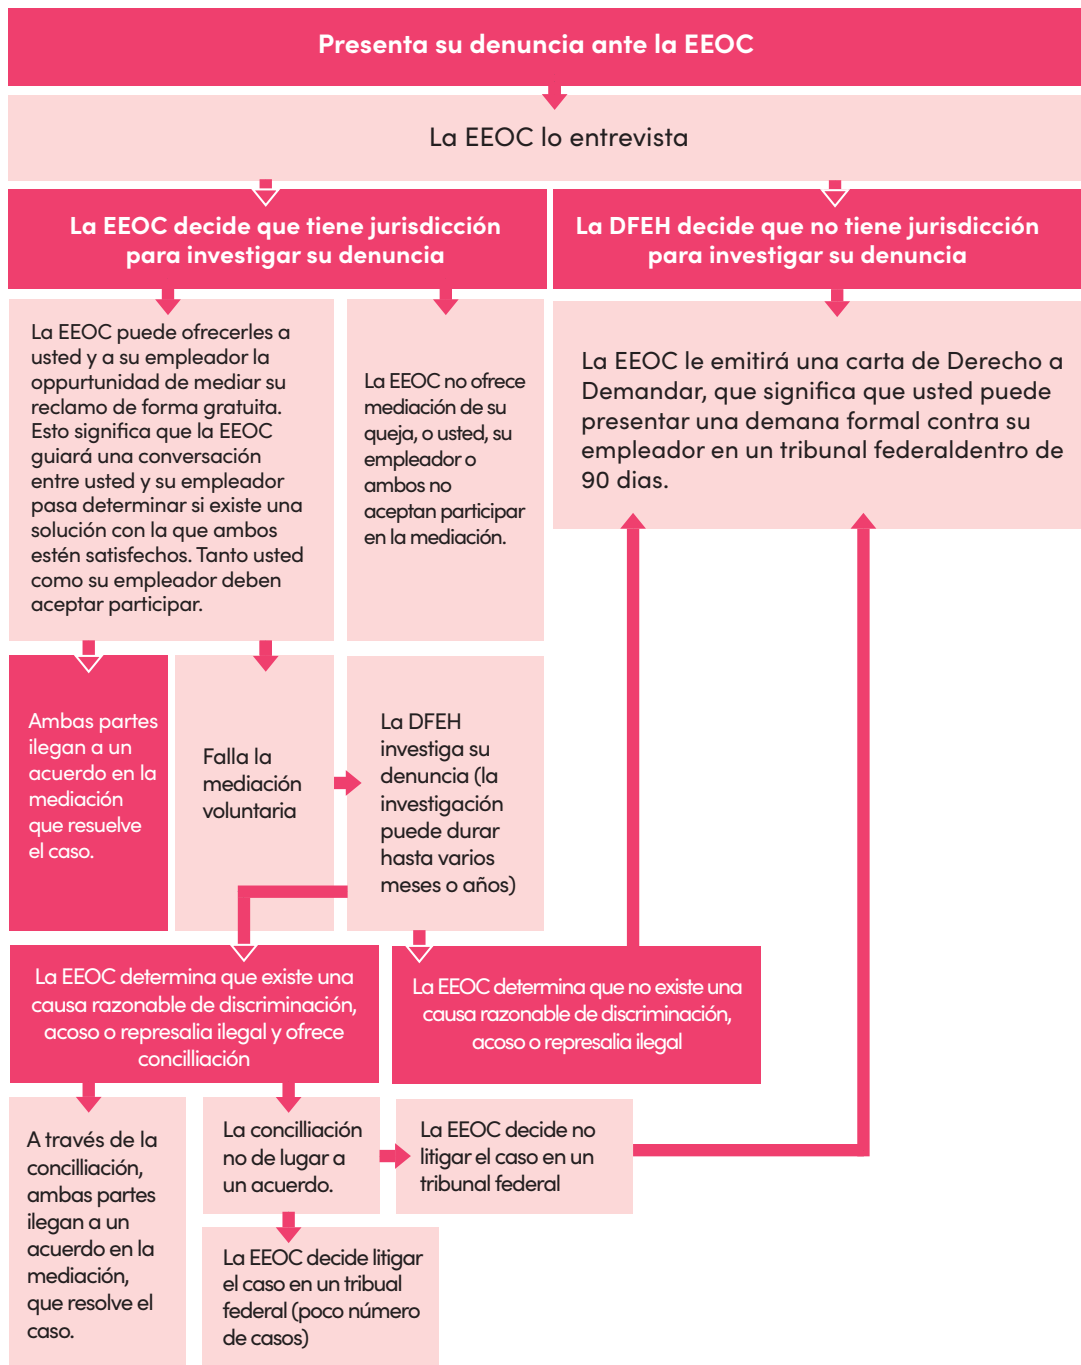 Presenta su denuncia ante la EEOC
La EEOC lo entrevista
La EEOC decide que tiene jurisdicción
para investigar su denuncia
La DFEH decide que no tiene jurisdicción
para investigar su denuncia
La EEOC puede ofrecerles a
usted y a su empleador la
oppurtunidad de mediar su
reclamo de forma gratuita.
Esto significa que la EEOC
guiará una conversación
entre usted y su empleador
pasa determinar si existe una
solución con la que ambos
estén satisfechos. Tanto usted
como su empleador deben
aceptar participar.
La EEOC no ofrece
mediación de su
queja, o usted, su
empleador o
ambos no
aceptan participar
en la mediación.
La EEOC le emitirá una carta de Derecho a
Demandar, que significa que usted puede
presentar una demana formal contra su
empleador en un tribunal federaldentro de
90 dias.
Ambas partes
ilegan a un
acuerdo en la
mediación
que resuelve
el caso.
Falla la
mediación
voluntaria
La DFEH
investiga su
denuncia (la
investigación
puede durar
hasta varios
meses o años)
La EEOC determina que existe una
causa razonable de discriminación,
acoso o represalia ilegal y ofrece
concilliación
La EEOC determina que no existe una
causa razonable de discriminación,
acoso o represalia ilegal
A través de la
concilliación,
ambas partes
ilegan a un
acuerdo en la
mediación,
que resolve el
caso.
La concilliación
no de lugar a
un acuerdo.
La EEOC decide no
litigar el caso en un
tribunal federal
La EEOC decide litigar
el caso en un tribual
federal (poco número
de casos)